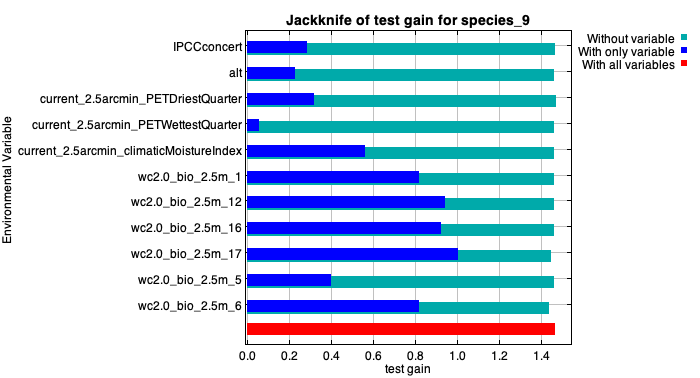 Jackknife of test gain for species_9
Without variable
With only variable
With all variables
Environmental Variable
IPCCconcert
alt
current_2.5arcmin_PETDriestQuarter
current_2.5arcmin_PETWettestQuarter
current_2.5arcmin_climaticMoistureIndex
wc2.0_bio_2.5m_1
wc2.0_bio_2.5m_12
wc2.0_bio_2.5m_16
wc2.0_bio_2.5m_17
wc2.0_bio_2.5m_5
wc2.0_bio_2.5m_6
0.0 0.2 0.4 0.6 0.8 1.0 1.2 1.4
test gain